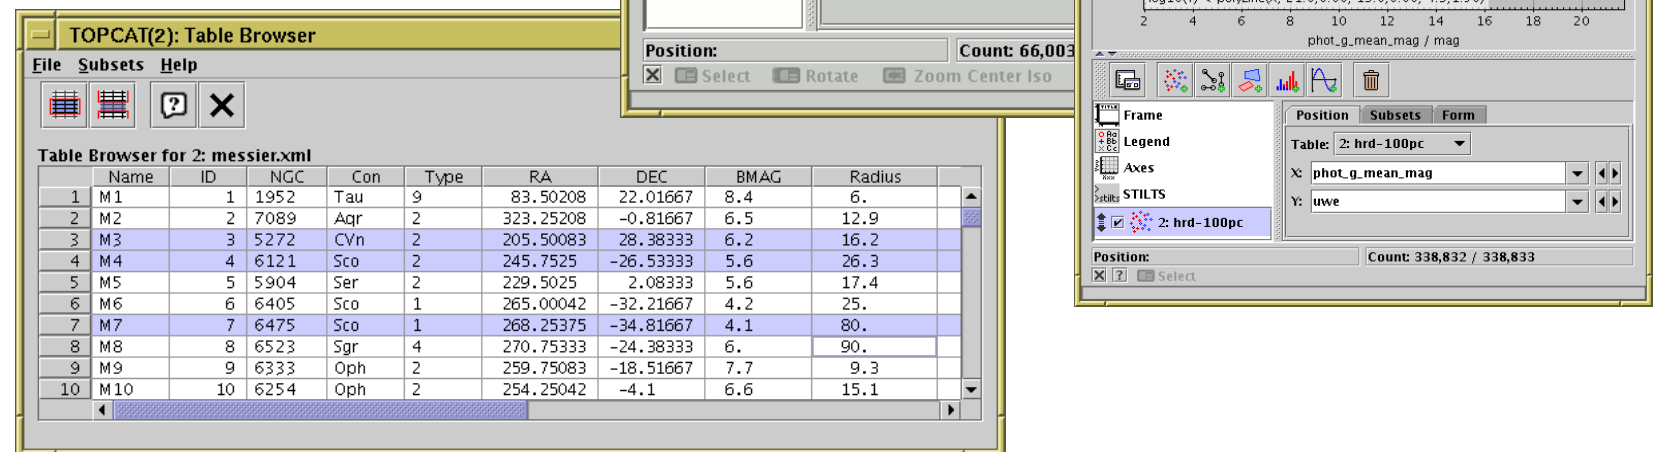 TOPCAT(2): Table Browser
File Subsets Help
Table Browser for 2: messier.xml
Name ID NGC Con Type RA DEC BMAG Radius
1 M1 1 1952 Tau 9 83.50208 22.01667 8.4 6.
2 M2 2 7089 Aqr 2 323.25208 -0.81667 6.5 12.9
3 M3 3 5272 CVn 2 205.50083 28.38333 6.2 16.2
4 M4 4 6121 Sco 2 245.7525 -26.53333 5.6 26.3
5 M5 5 5904 Ser 2 229.5025 2.08333 5.6 17.4
6 M6 6 6405 Sco 1 265.00042 -32.21667 4.2 25.
7 M7 7 6475 Sco 1 268.25375 -34.81667 4.1 80.
8 M8 8 6523 Sgr 4 270.75333 -24.38333 6. 90.
9 M9 9 6333 Oph 2 259.75083 -18.51667 7.7 9.3
10 M10 10 6254 Oph 2 254.25042 -4.1 6.6 15.1
Position: Count: 66,003
Select Rotate Zoom Center Iso
2 4 6 8 10 12 14 16 18 20
phot_g_mean_mag / mag
Frame
Legend
Axes
STILTS
2: hrd-100pc
Position Subsets Form
Table: 2: hrd-100pc
X: phot_g_mean_mag
Y: uwe
Position: Count: 338,832 / 338,833
Select